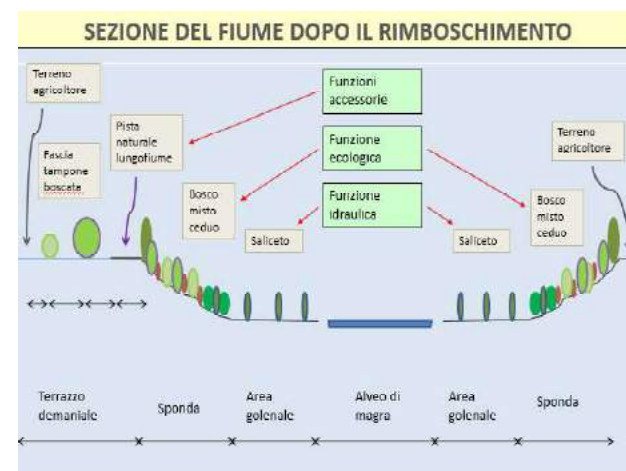 SEZIONE DEL FIUME DOPO IL RIMBOSCHIMENTO
Terreno
agricoltore
Fascia
tampone
boscata
Pista
naturale
lungofiume
Funzioni
accessorie
Funzione
ecologica
Funzione
idraulica
Bosco
misto
ceduo
Saliceto
Saliceto
Bosco
misto
ceduo
Terreno
agricoltore
Terrazzo
demaniale
Sponda
Area
golenale
Alveo di
magra
Area
golenale
Sponda